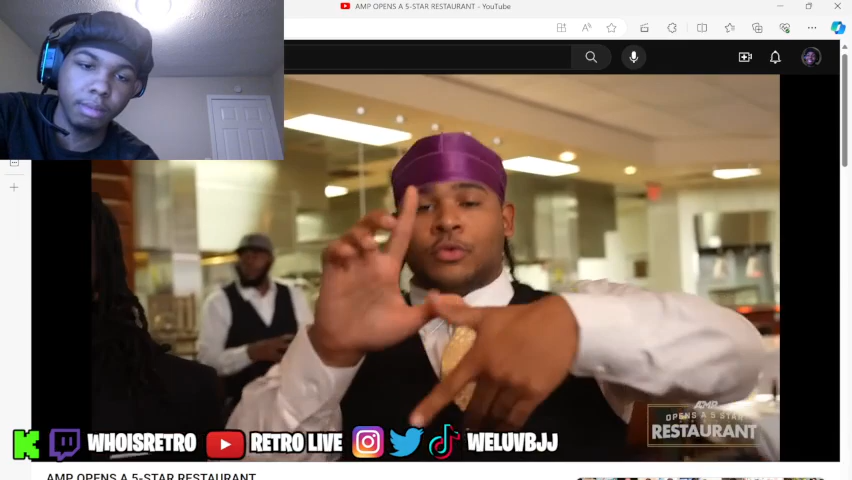 AMP OPENS A 5-STAR RESTAURANT - YouTube
AMP
OPENS A 5 STAR
RESTAURANT
WHOISRETRO RETRO LIVE WELUVBJJ
AMP OPENS A 5-STAR RESTAURANT